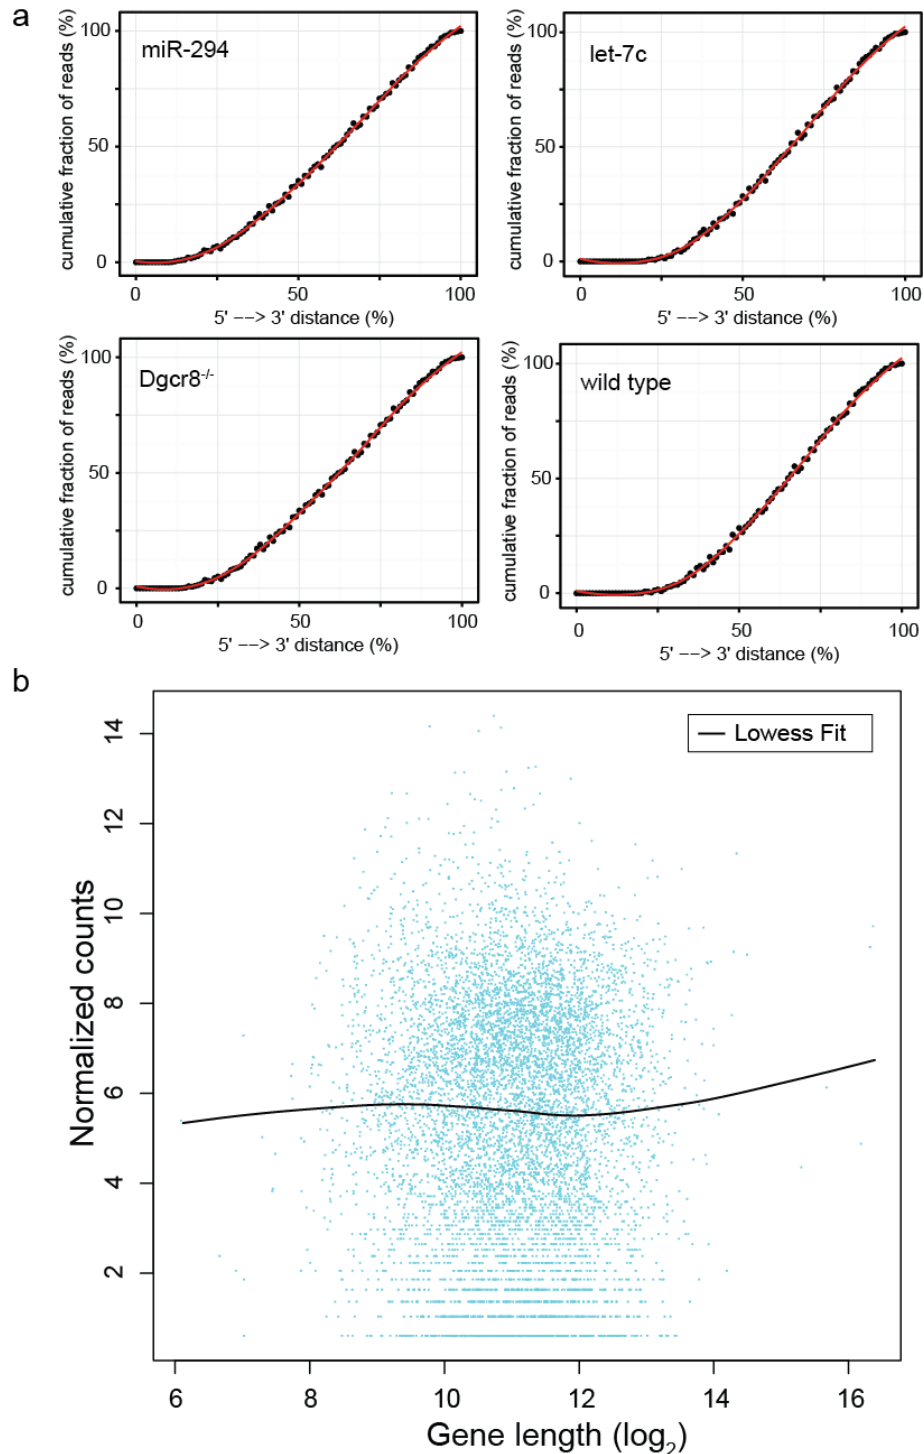 a
cumulative fraction of reads (%)
100
50
0
miR-294
0 50 100
5' --> 3' distance (%)
cumulative fraction of reads (%)
100
50
0
let-7c
0 50 100
5' --> 3' distance (%)
cumulative fraction of reads (%)
100
50
0
Dgcr8-/-
0 50 100
5' --> 3' distance (%)
cumulative fraction of reads (%)
100
50
0
wild type
0 50 100
5' --> 3' distance (%)
b
Normalized counts
14
12
10
8
6
4
2
Lowess Fit
6 8 10 12 14 16
Gene length (log2)